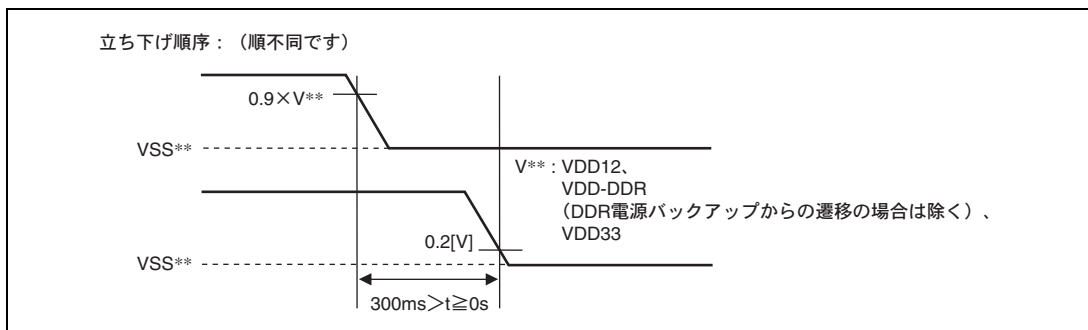 立ち下げ順序：（順不同です）
0.9×V**
VSS**
V**：VDD12、
VDD-DDR
（DDR電源バックアップからの遷移の場合は除く）、
VDD33
0.2[V]
VSS**
300ms＞t≧0s